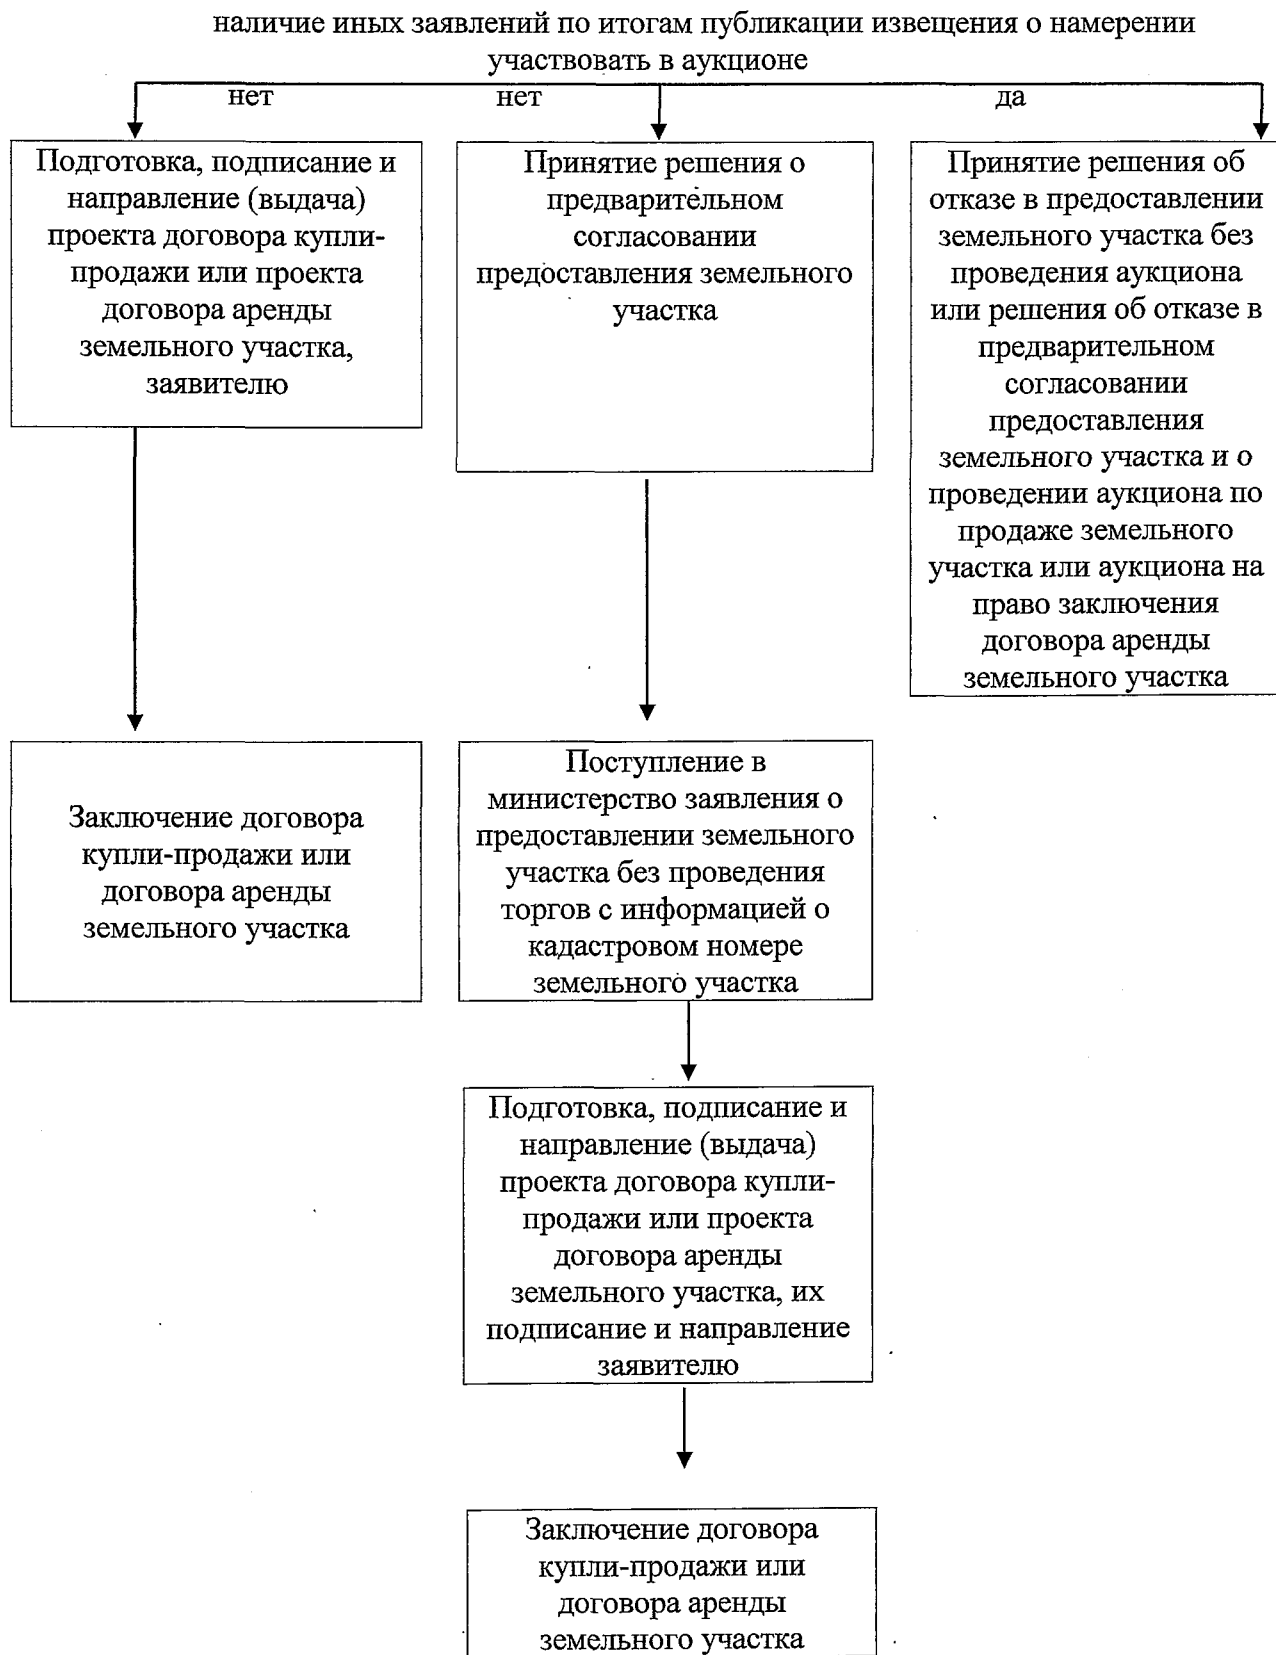 наличие иных заявлений по итогам публикации извещения о намерении
участвовать в аукционе
нет
нет
да
Подготовка, подписание и
направление (выдача)
проекта договора купли-
продажи или проекта
договора аренды
земельного участка,
заявителю
Принятие решения о
предварительном
согласовании
предоставления земельного
участка
Принятие решения об
отказе в предоставлении
земельного участка без
проведения аукциона
или решения об отказе в
предварительном
согласовании
предоставления
земельного участка и о
проведении аукциона по
продаже земельного
участка или аукциона на
право заключения
договора аренды
земельного участка
Заключение договора
купли-продажи или
договора аренды
земельного участка
Поступление в
министерство заявления о
предоставлении земельного
участка без проведения
торгов с информацией о
кадастровом номере
земельного участка
Подготовка, подписание и
направление (выдача)
проекта договора купли-
продажи или проекта
договора аренды
земельного участка, их
подписание и направление
заявителю
Заключение договора
купли-продажи или
договора аренды
земельного участка